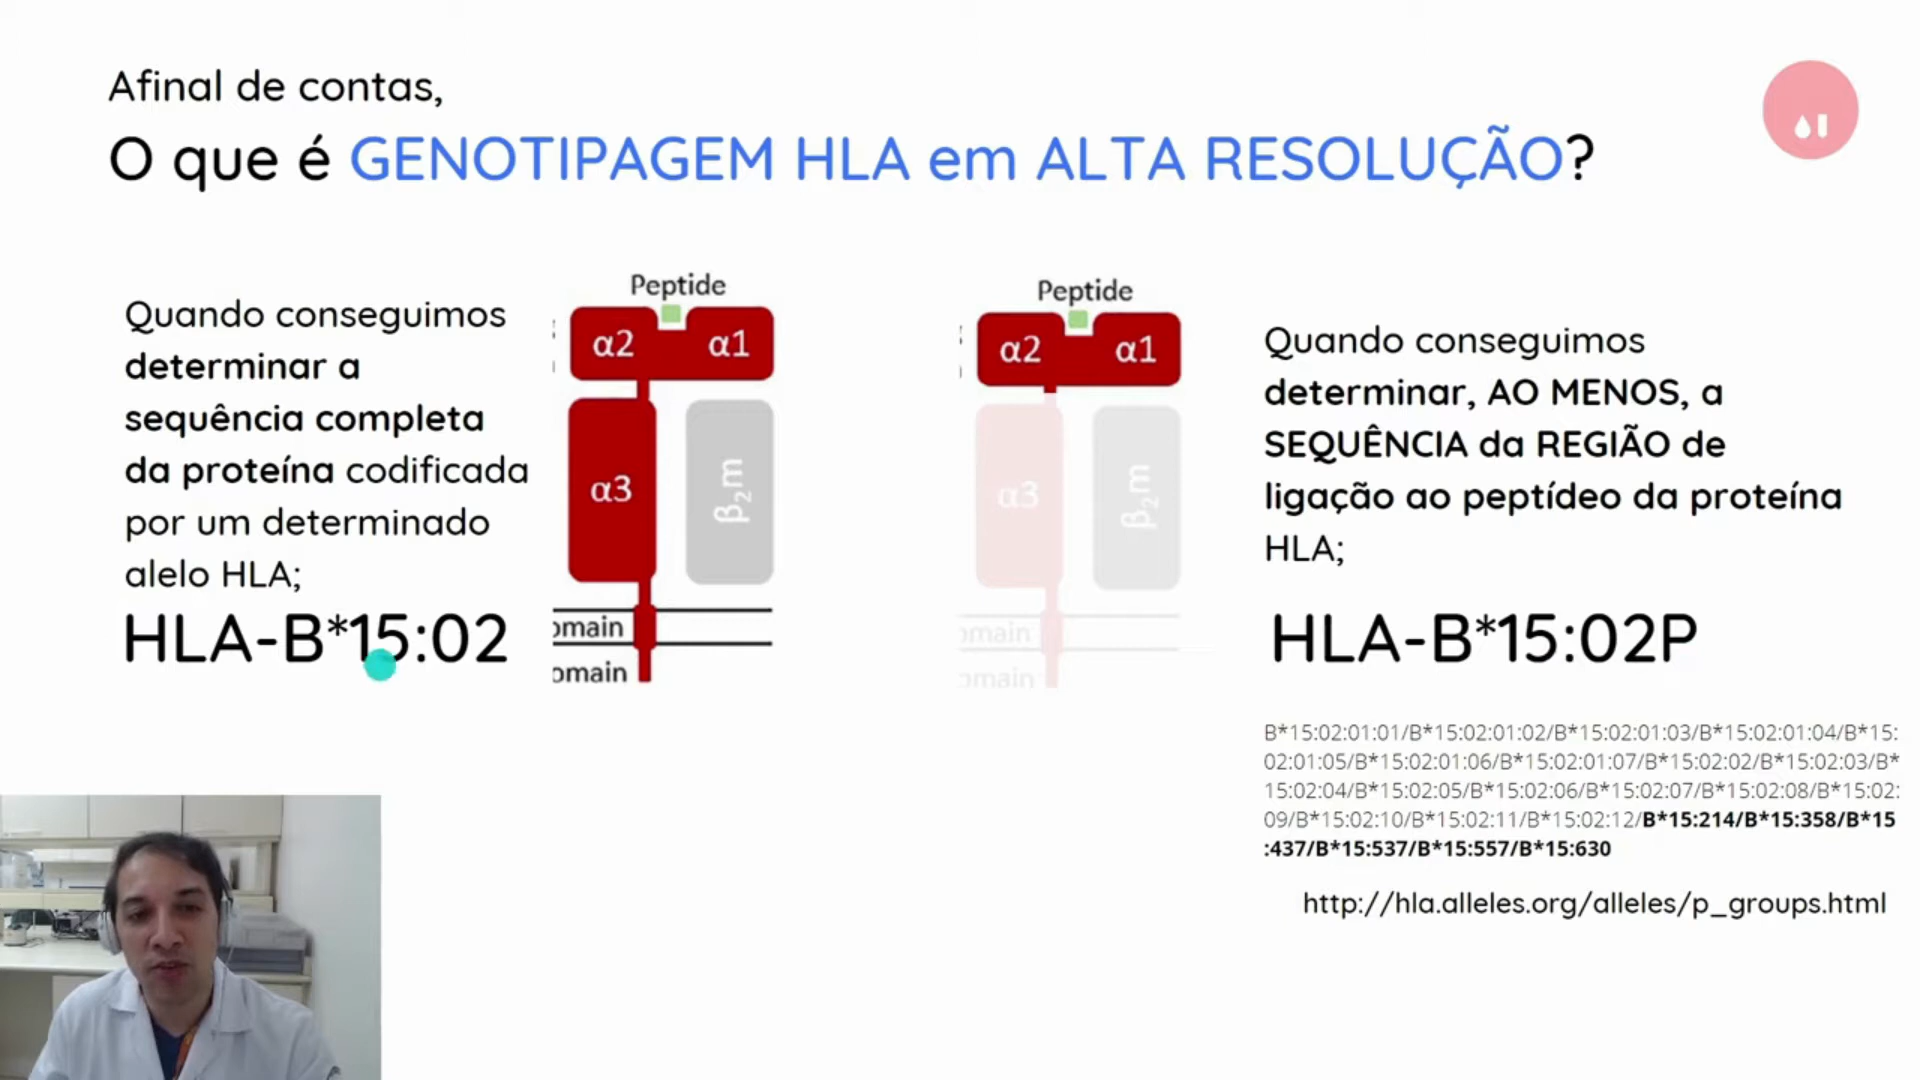 Afinal de contas,
O que é GENOTIPAGEM HLA em ALTA RESOLUÇÃO?
Quando conseguimos
determinar a
sequência completa
da proteína codificada
por um determinado
alelo HLA;
HLA-B*15:02
Peptide
α2 α1
α3
β2m
omain
omain
Peptide
α2 α1
α3
β2m
omain
omain
Quando conseguimos
determinar, AO MENOS, a
SEQUÊNCIA da REGIÃO de
ligação ao peptídeo da proteína
HLA;
HLA-B*15:02P
B*15:02:01:01/B*15:02:01:02/B*15:02:01:03/B*15:02:01:04/B*15:
02:01:05/B*15:02:01:06/B*15:02:01:07/B*15:02:02/B*15:02:03/B*
15:02:04/B*15:02:05/B*15:02:06/B*15:02:07/B*15:02:08/B*15:02:
09/B*15:02:10/B*15:02:11/B*15:02:12/B*15:214/B*15:358/B*15
:437/B*15:537/B*15:557/B*15:630
http://hla.alleles.org/alleles/p_groups.html